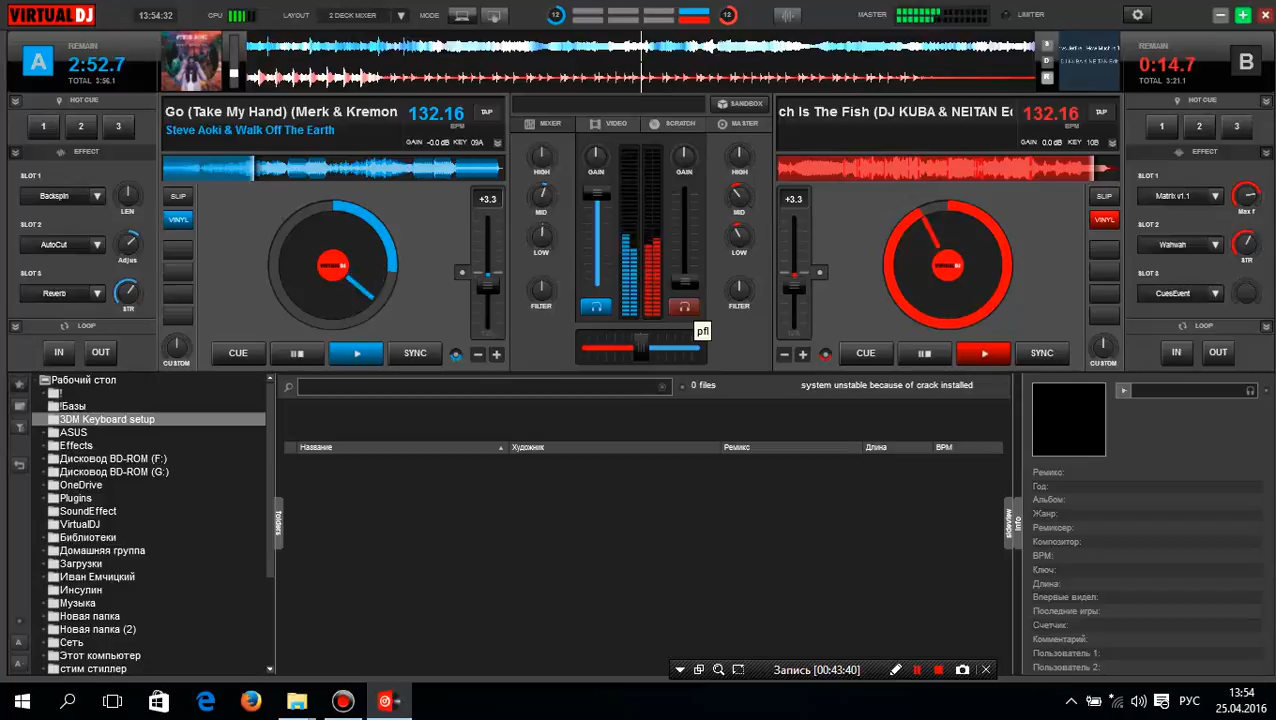 VIRTUAL DJ
13:54:32
CPU
LAYOUT
2 DECK MIXER
MODE
12
12
MASTER
LIMITER
A
REMAIN
2:52.7
TOTAL 3:56.1
S
D
R
REMAIN
0:14.7
TOTAL 3:21.1
B
HOT CUE
1 2 3
Go (Take My Hand) (Merk & Kremon
132.16
TAP
BPM
Steve Aoki & Walk Off The Earth
GAIN -0.0dB KEY 09A
SANDBOX
MIXER
VIDEO
SCRATCH
MASTER
ch Is The Fish (DJ KUBA & NEITAN Ec
132.16
TAP
BPM
GAIN 0.0 dB KEY 10B
HOT CUE
1 2 3
EFFECT
SLOT 1
Backspin
LEN
SLOT 2
AutoCut
Adjus
SLOT 3
Reverb
STR
LOOP
IN OUT
SLIP
VINYL
CUSTOM
+3.3
CUE
SYNC
HIGH
MID
LOW
FILTER
GAIN
GAIN
HIGH
MID
LOW
FILTER
pfl
+3.3
CUE
SYNC
SLIP
VINYL
CUSTOM
EFFECT
SLOT 1
Matrix v1.1
Max f
SLOT 2
Wahwah
STR
SLOT 3
CuesEvent
LOOP
IN OUT
Рабочий стол
!
!Базы
3DM Keyboard setup
ASUS
Effects
Дисковод BD-ROM (F:)
Дисковод BD-ROM (G:)
OneDrive
Plugins
SoundEffect
VirtualDJ
Библиотеки
Домашняя группа
Загрузки
Иван Емчицкий
Инсулин
Музыка
Новая папка
Новая папка (2)
Сеть
Этот компьютер
стим стиллер
folders
0 files
system unstable because of crack installed
Название
Художник
Ремикс
Длина
BPM
sideview
info
Ремикс:
Год:
Альбом:
Жанр:
Ремиксер:
Композитор:
BPM:
Ключ:
Длина:
Впервые видел:
Последние игры:
Счетчик:
Комментарий:
Пользователь 1:
Пользователь 2:
Запись [00:43:40]
РУС
13:54
25.04.2016